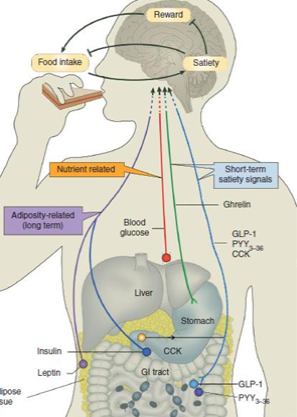 Reward
Food intake
Satiety
Nutrient related
Short-term
satiety signals
Ghrelin
Adiposity-related
(long term)
Blood
glucose
GLP-1
PYY3–36
CCK
Liver
Stomach
Insulin
CCK
Leptin
GI tract
GLP-1
PYY3–36
ipose
sue